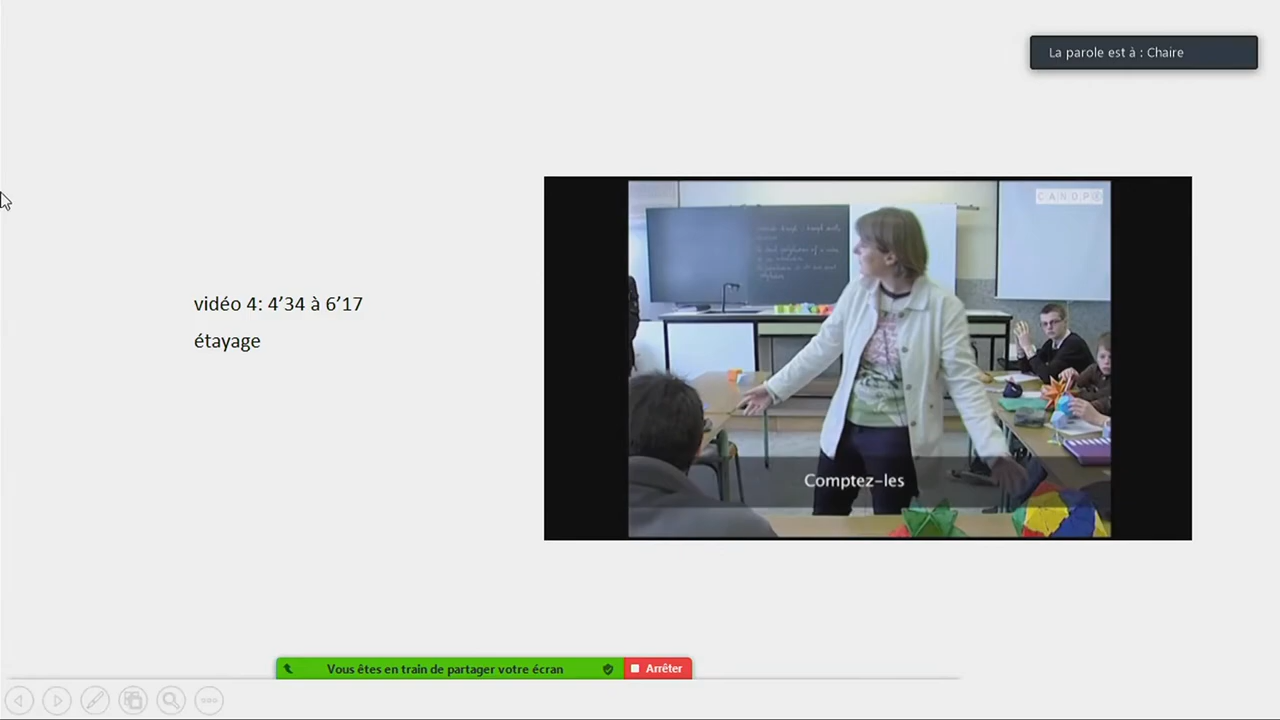 La parole est à : Chaire
CANOPÉ
vidéo 4: 4’34 à 6’17
étayage
Comptez-les
Vous êtes en train de partager votre écran
Arrêter